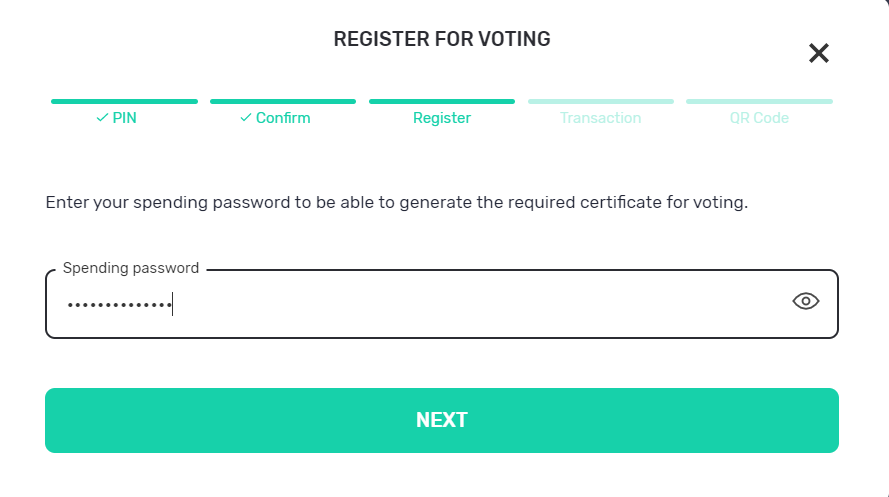 REGISTER FOR VOTING
PIN
Confirm
Register
Transaction
QR Code
Enter your spending password to be able to generate the required certificate for voting.
Spending password
••••••••••••••
NEXT